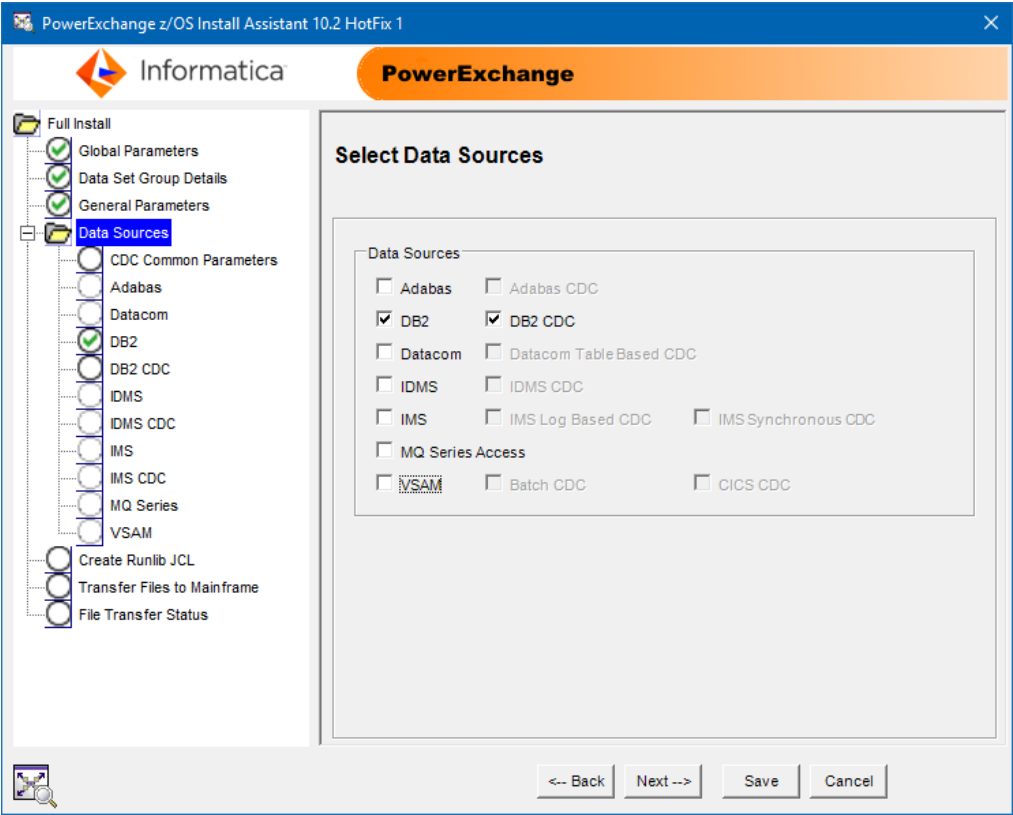 PowerExchange z/OS Install Assistant 10.2 HotFix 1
Informatica
PowerExchange
Full Install
Global Parameters
Data Set Group Details
General Parameters
Data Sources
CDC Common Parameters
Adabas
Datacom
DB2
DB2 CDC
IDMS
IDMS CDC
IMS
IMS CDC
MQ Series
VSAM
Create Runlib JCL
Transfer Files to Mainframe
File Transfer Status
Select Data Sources
Data Sources
Adabas Adabas CDC
DB2 DB2 CDC
Datacom Datacom Table Based CDC
IDMS IDMS CDC
IMS IMS Log Based CDC IMS Synchronous CDC
MQ Series Access
VSAM Batch CDC CICS CDC
<-- Back Next --> Save Cancel